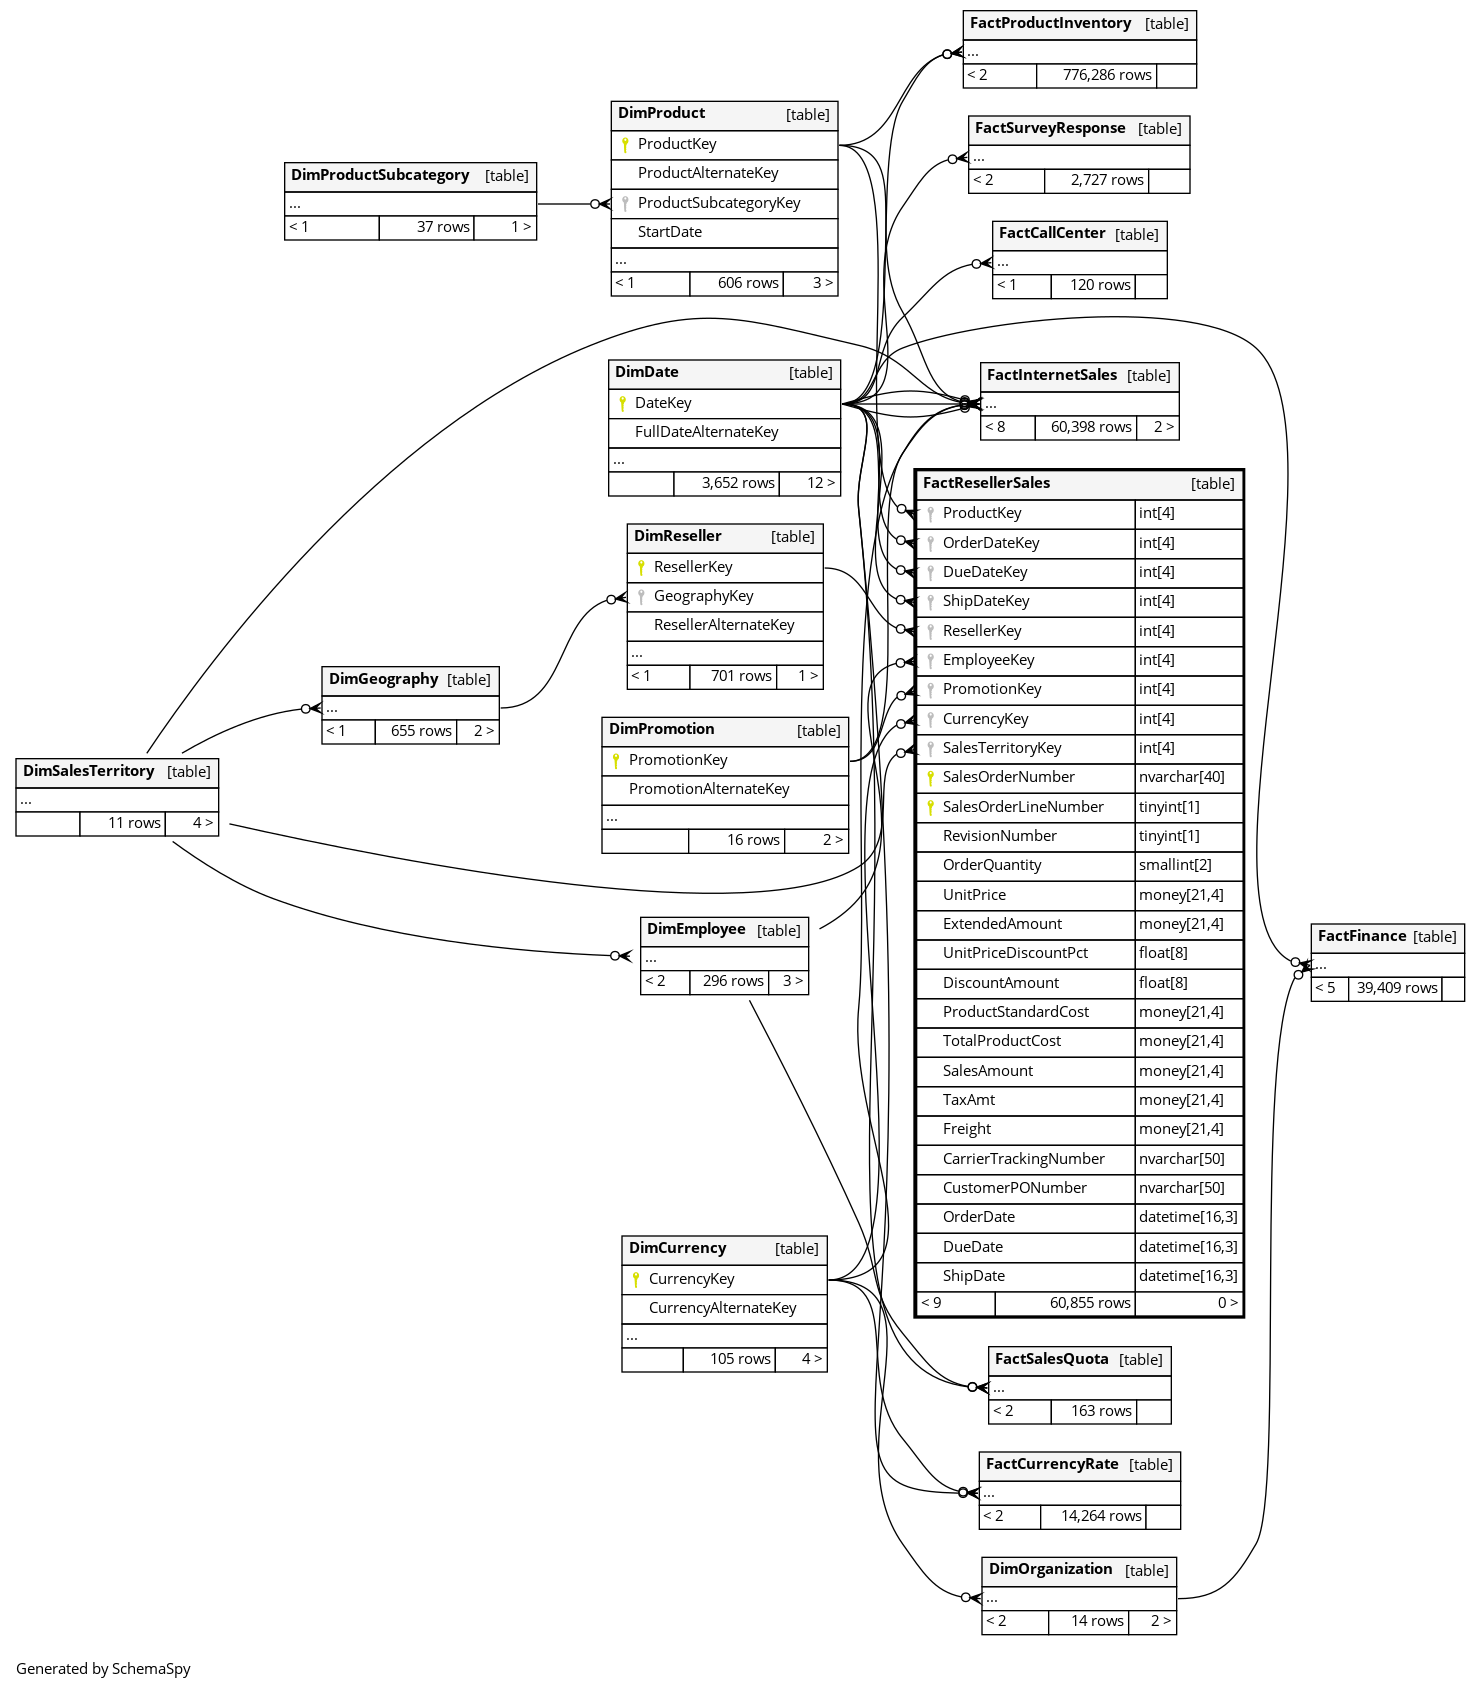 FactProductInventory [table]
...
< 2 776,286 rows
DimProduct [table]
ProductKey
ProductAlternateKey
ProductSubcategoryKey
StartDate
...
< 1 606 rows 3 >
FactSurveyResponse [table]
...
< 2 2,727 rows
DimProductSubcategory [table]
...
< 1 37 rows 1 >
FactCallCenter [table]
...
< 1 120 rows
DimDate [table]
DateKey
FullDateAlternateKey
...
3,652 rows 12 >
FactInternetSales [table]
...
< 8 60,398 rows 2 >
FactResellerSales [table]
ProductKey int[4]
OrderDateKey int[4]
DueDateKey int[4]
ShipDateKey int[4]
ResellerKey int[4]
EmployeeKey int[4]
PromotionKey int[4]
CurrencyKey int[4]
SalesTerritoryKey int[4]
SalesOrderNumber nvarchar[40]
SalesOrderLineNumber tinyint[1]
RevisionNumber tinyint[1]
OrderQuantity smallint[2]
UnitPrice money[21,4]
ExtendedAmount money[21,4]
UnitPriceDiscountPct float[8]
DiscountAmount float[8]
ProductStandardCost money[21,4]
TotalProductCost money[21,4]
SalesAmount money[21,4]
TaxAmt money[21,4]
Freight money[21,4]
CarrierTrackingNumber nvarchar[50]
CustomerPONumber nvarchar[50]
OrderDate datetime[16,3]
DueDate datetime[16,3]
ShipDate datetime[16,3]
< 9 60,855 rows 0 >
DimReseller [table]
ResellerKey
GeographyKey
ResellerAlternateKey
...
< 1 701 rows 1 >
DimGeography [table]
...
< 1 655 rows 2 >
DimPromotion [table]
PromotionKey
PromotionAlternateKey
...
16 rows 2 >
DimSalesTerritory [table]
...
11 rows 4 >
DimEmployee [table]
...
< 2 296 rows 3 >
FactFinance [table]
...
< 5 39,409 rows
DimCurrency [table]
CurrencyKey
CurrencyAlternateKey
...
105 rows 4 >
FactSalesQuota [table]
...
< 2 163 rows
FactCurrencyRate [table]
...
< 2 14,264 rows
DimOrganization [table]
...
< 2 14 rows 2 >
Generated by SchemaSpy